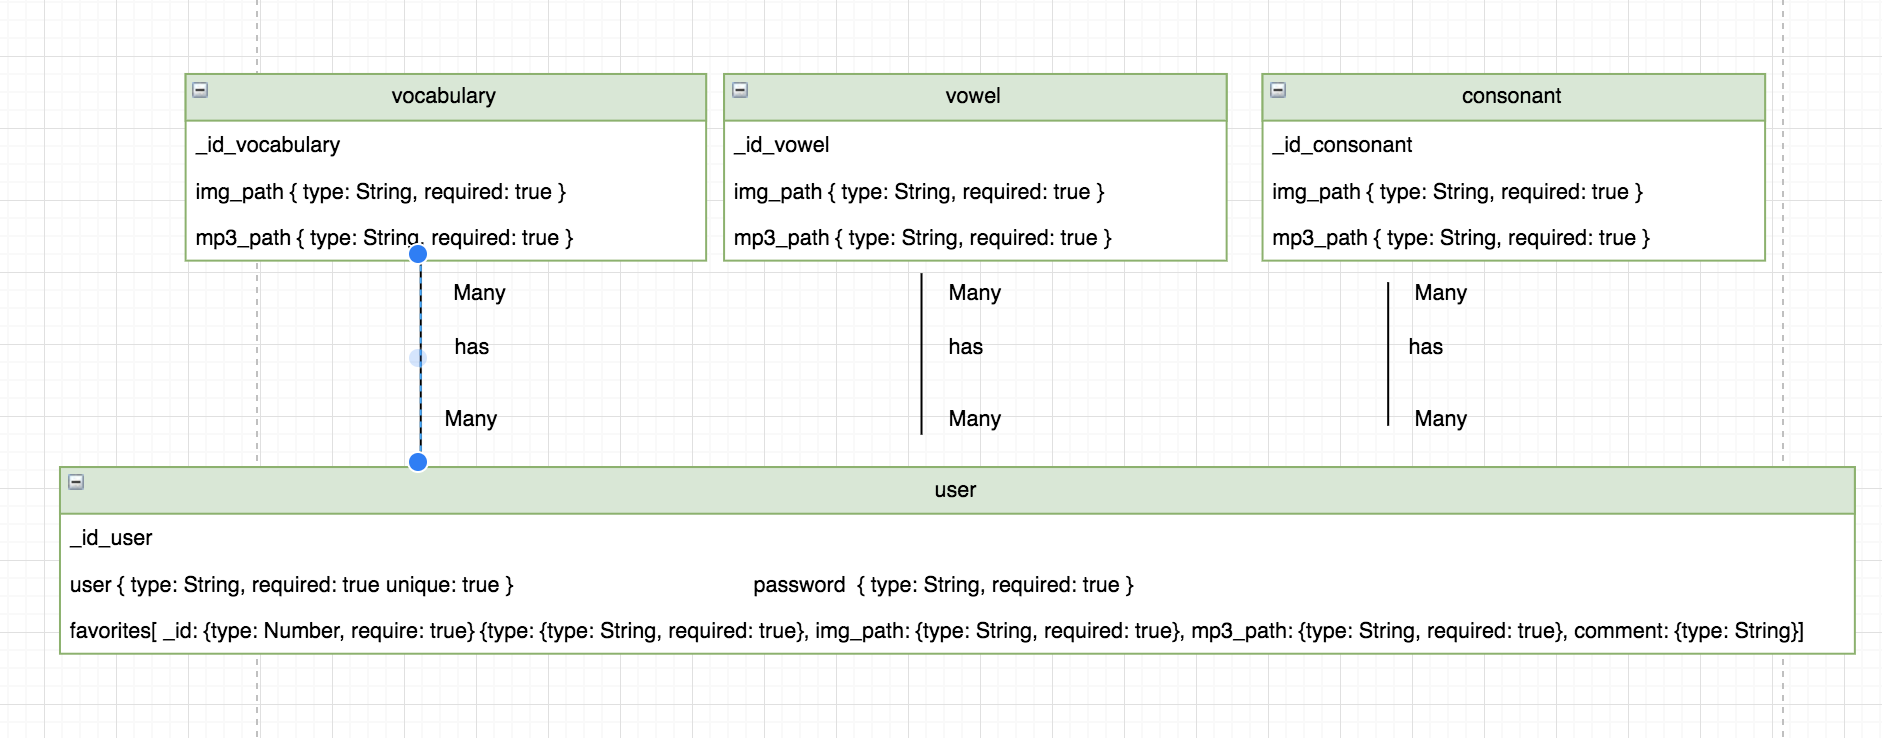 vocabulary
_id_vocabulary
img_path { type: String, required: true }
mp3_path { type: String, required: true }
vowel
_id_vowel
img_path { type: String, required: true }
mp3_path { type: String, required: true }
consonant
_id_consonant
img_path { type: String, required: true }
mp3_path { type: String, required: true }
Many
has
Many
Many
has
Many
Many
has
Many
user
_id_user
user { type: String, required: true unique: true } password { type: String, required: true }
favorites[ _id: {type: Number, require: true} {type: {type: String, required: true}, img_path: {type: String, required: true}, mp3_path: {type: String, required: true}, comment: {type: String}]